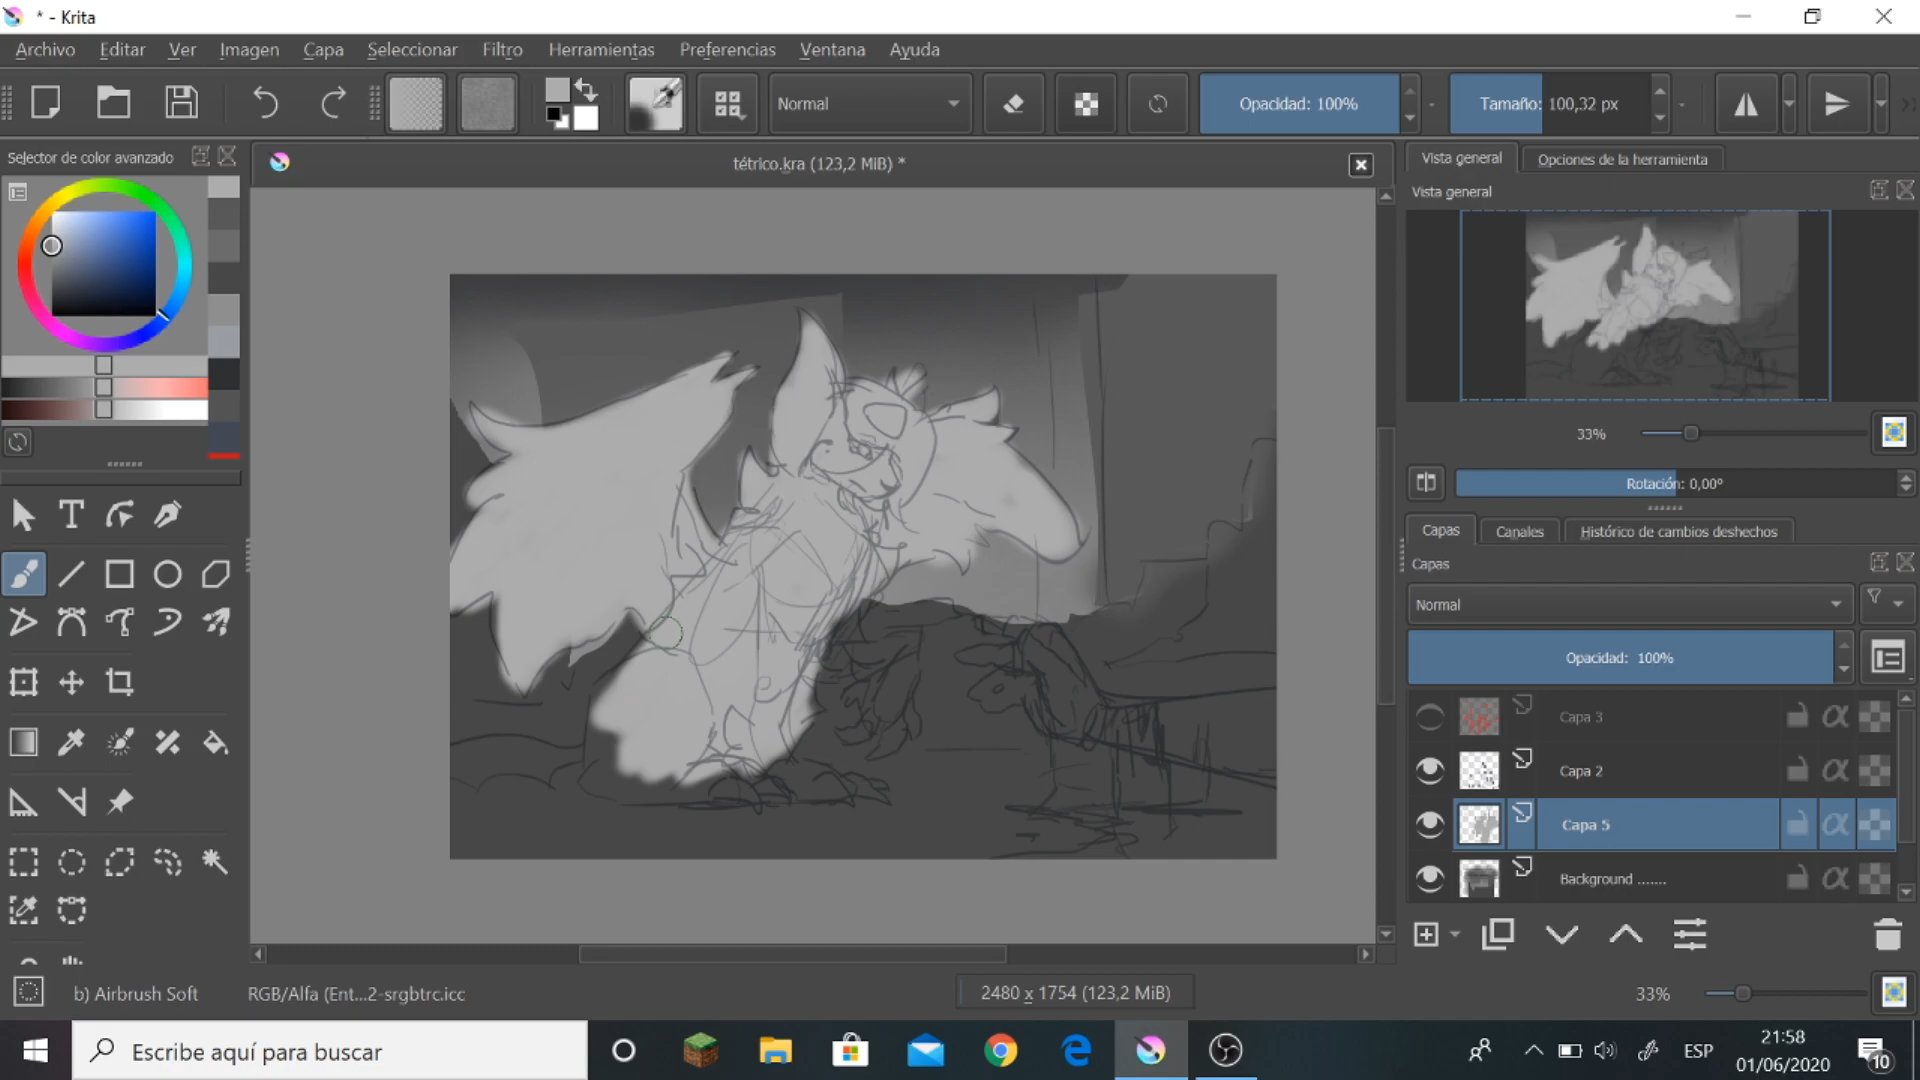 * - Krita
Archivo Editar Ver Imagen Capa Seleccionar Filtro Herramientas Preferencias Ventana Ayuda
Normal
Opacidad: 100%
Tamaño: 100,32 px
Selector de color avanzado
tétrico.kra (123,2 MiB) *
Vista general
Opciones de la herramienta
Vista general
33%
Rotación: 0,00º
Capas
Canales
Histórico de cambios deshechos
Capas
Normal
Opacidad: 100%
Capa 3
Capa 2
Capa 5
Background .......
b) Airbrush Soft
RGB/Alfa (Ent...2-srgbtrc.icc
2480 x 1754 (123,2 MiB)
33%
Escribe aquí para buscar
ESP
21:58
01/06/2020
10